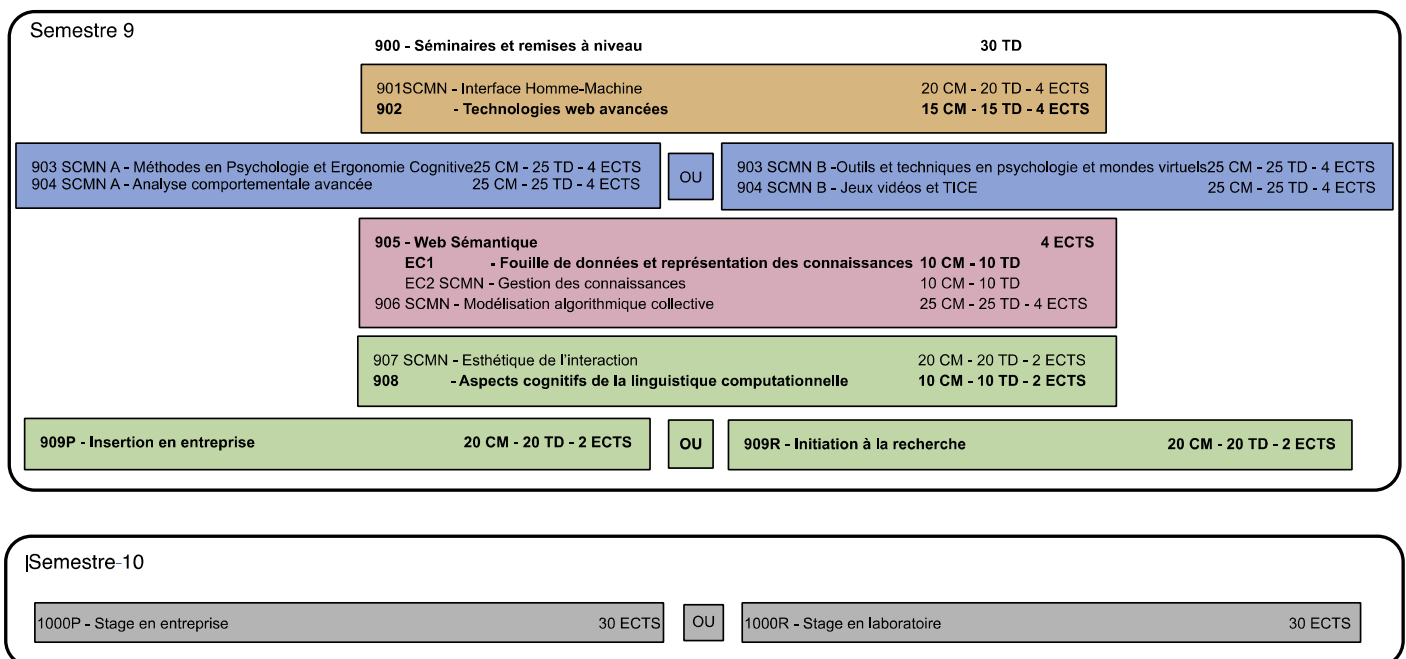 Semestre 9
900 - Séminaires et remises à niveau 30 TD
901SCMN - Interface Homme-Machine 20 CM - 20 TD - 4 ECTS
902 - Technologies web avancées 15 CM - 15 TD - 4 ECTS
903 SCMN A - Méthodes en Psychologie et Ergonomie Cognitive25 CM - 25 TD - 4 ECTS
904 SCMN A - Analyse comportementale avancée 25 CM - 25 TD - 4 ECTS
OU
903 SCMN B -Outils et techniques en psychologie et mondes virtuels25 CM - 25 TD - 4 ECTS
904 SCMN B - Jeux vidéos et TICE 25 CM - 25 TD - 4 ECTS
905 - Web Sémantique 4 ECTS
EC1 - Fouille de données et représentation des connaissances 10 CM - 10 TD
EC2 SCMN - Gestion des connaissances 10 CM - 10 TD
906 SCMN - Modélisation algorithmique collective 25 CM - 25 TD - 4 ECTS
907 SCMN - Esthétique de l'interaction 20 CM - 20 TD - 2 ECTS
908 - Aspects cognitifs de la linguistique computationnelle 10 CM - 10 TD - 2 ECTS
909P - Insertion en entreprise 20 CM - 20 TD - 2 ECTS
OU
909R - Initiation à la recherche 20 CM - 20 TD - 2 ECTS
Semestre-10
1000P - Stage en entreprise 30 ECTS
OU
1000R - Stage en laboratoire 30 ECTS